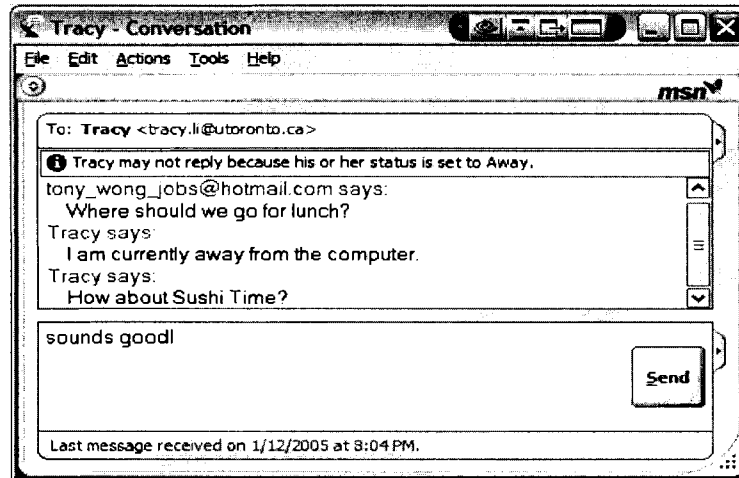 Tracy - Conversation
File Edit Actions Tools Help
msn
To: Tracy <tracy.li@utoronto.ca>
Tracy may not reply because his or her status is set to Away.
tony_wong_jobs@hotmail.com says:
Where should we go for lunch?
Tracy says:
I am currently away from the computer.
Tracy says:
How about Sushi Time?
sounds good
Send
Last message received on 1/12/2005 at 3:04 PM.